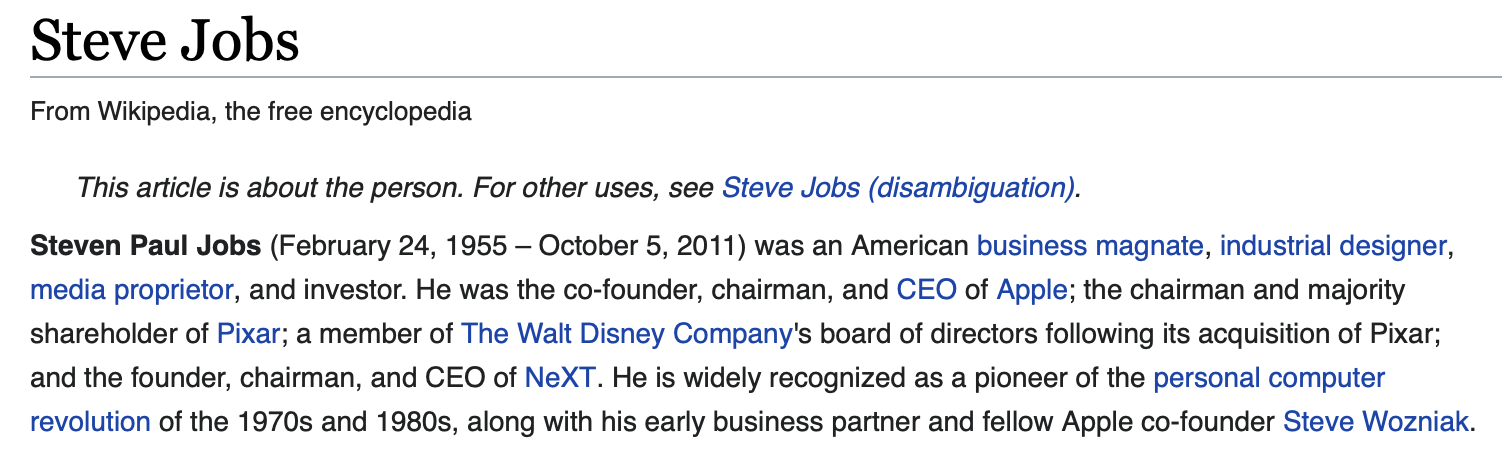 Steve Jobs
From Wikipedia, the free encyclopedia
This article is about the person. For other uses, see Steve Jobs (disambiguation).
Steven Paul Jobs (February 24, 1955 – October 5, 2011) was an American business magnate, industrial designer,
media proprietor, and investor. He was the co-founder, chairman, and CEO of Apple; the chairman and majority
shareholder of Pixar; a member of The Walt Disney Company's board of directors following its acquisition of Pixar;
and the founder, chairman, and CEO of NeXT. He is widely recognized as a pioneer of the personal computer
revolution of the 1970s and 1980s, along with his early business partner and fellow Apple co-founder Steve Wozniak.